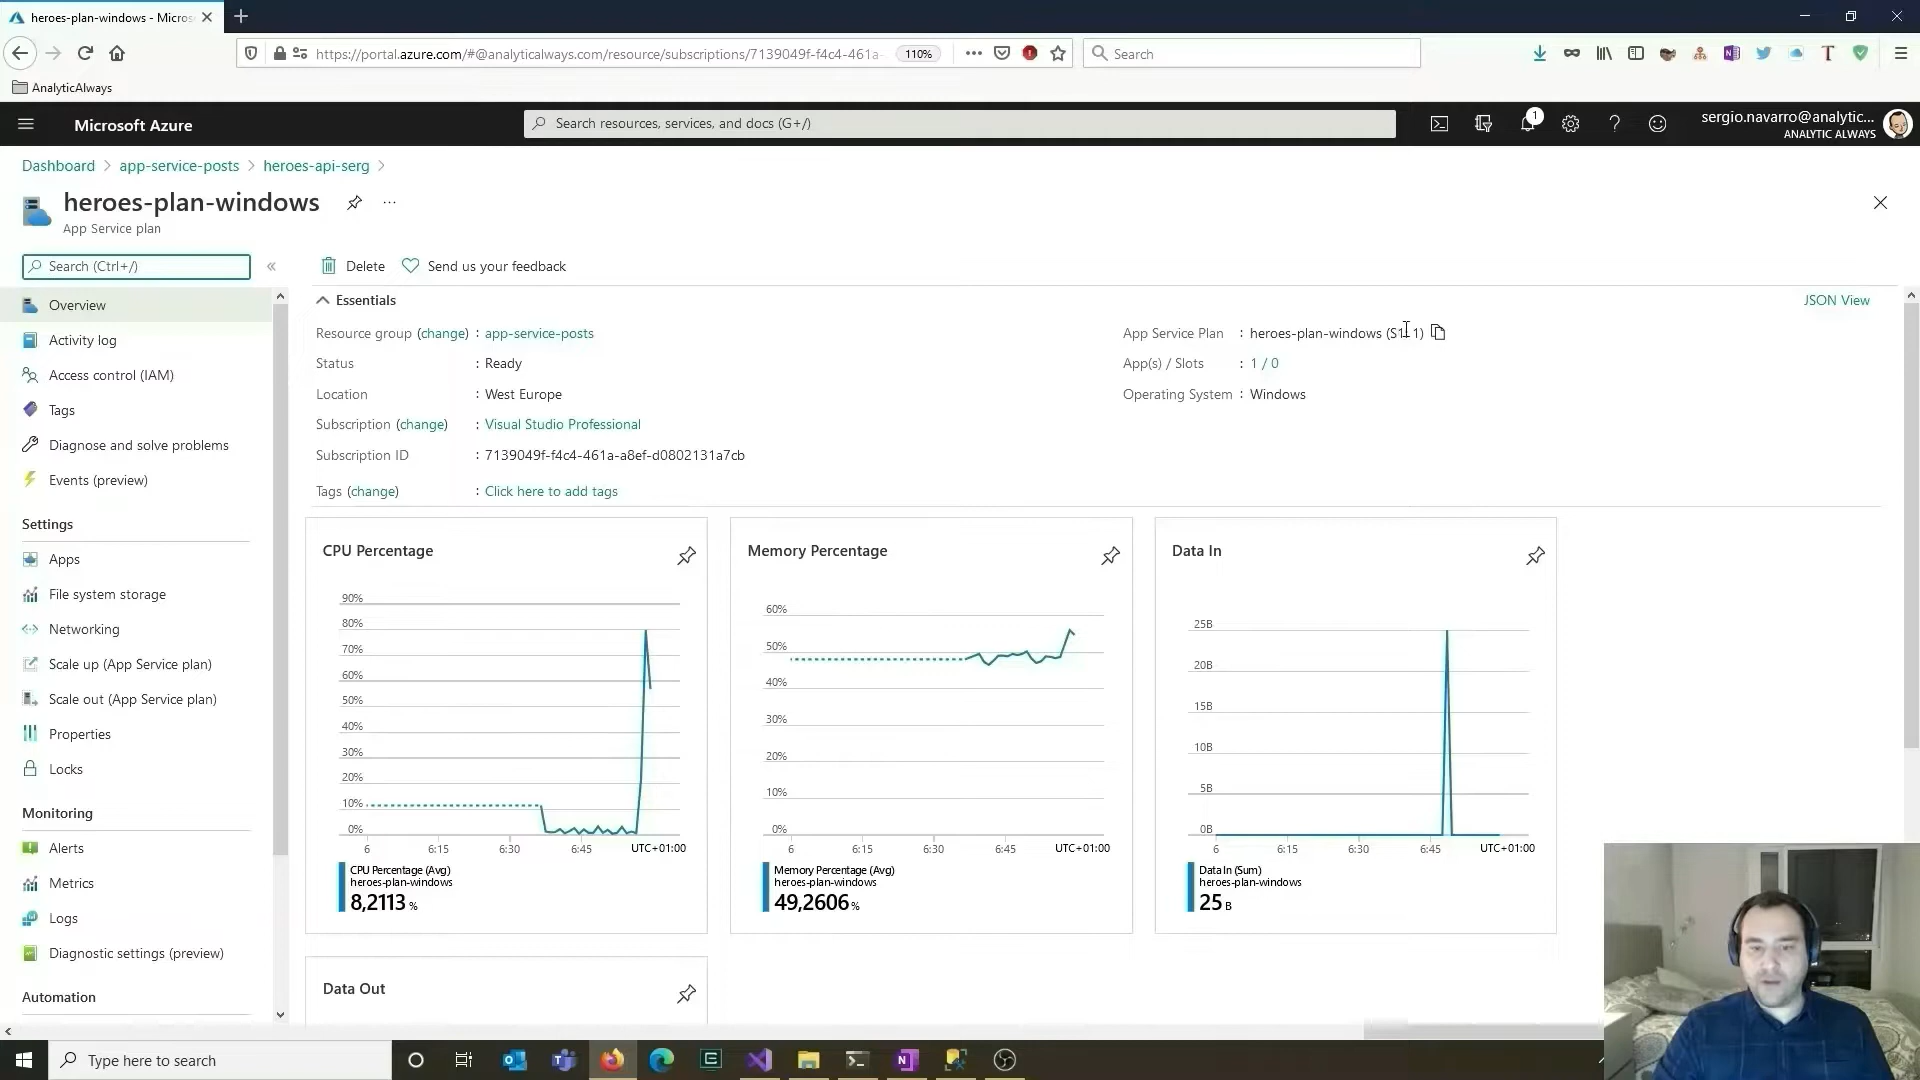 heroes-plan-windows - Micros
https://portal.azure.com/#@analyticalways.com/resource/subscriptions/7139049f-f4c4-461a-
110%
Search
AnalyticAlways
Microsoft Azure
Search resources, services, and docs (G+/)
1
sergio.navarro@analytic...
ANALYTIC ALWAYS
Dashboard > app-service-posts > heroes-api-serg >
heroes-plan-windows
App Service plan
Search (Ctrl+/)
Overview
Activity log
Access control (IAM)
Tags
Diagnose and solve problems
Events (preview)
Settings
Apps
File system storage
Networking
Scale up (App Service plan)
Scale out (App Service plan)
Properties
Locks
Monitoring
Alerts
Metrics
Logs
Diagnostic settings (preview)
Automation
Delete
Send us your feedback
Essentials
JSON View
Resource group (change) : app-service-posts
Status : Ready
Location : West Europe
Subscription (change) : Visual Studio Professional
Subscription ID : 7139049f-f4c4-461a-a8ef-d0802131a7cb
Tags (change) : Click here to add tags
App Service Plan : heroes-plan-windows (S1: 1)
App(s) / Slots : 1 / 0
Operating System : Windows
CPU Percentage
90%
80%
70%
60%
50%
40%
30%
20%
10%
0%
6 6:15 6:30 6:45 UTC+01:00
CPU Percentage (Avg)
heroes-plan-windows
8,2113 %
Memory Percentage
60%
50%
40%
30%
20%
10%
0%
6 6:15 6:30 6:45 UTC+01:00
Memory Percentage (Avg)
heroes-plan-windows
49,2606 %
Data In
25B
20B
15B
10B
5B
0B
6 6:15 6:30 6:45 UTC+01:00
Data In (Sum)
heroes-plan-windows
25 B
Data Out
Type here to search